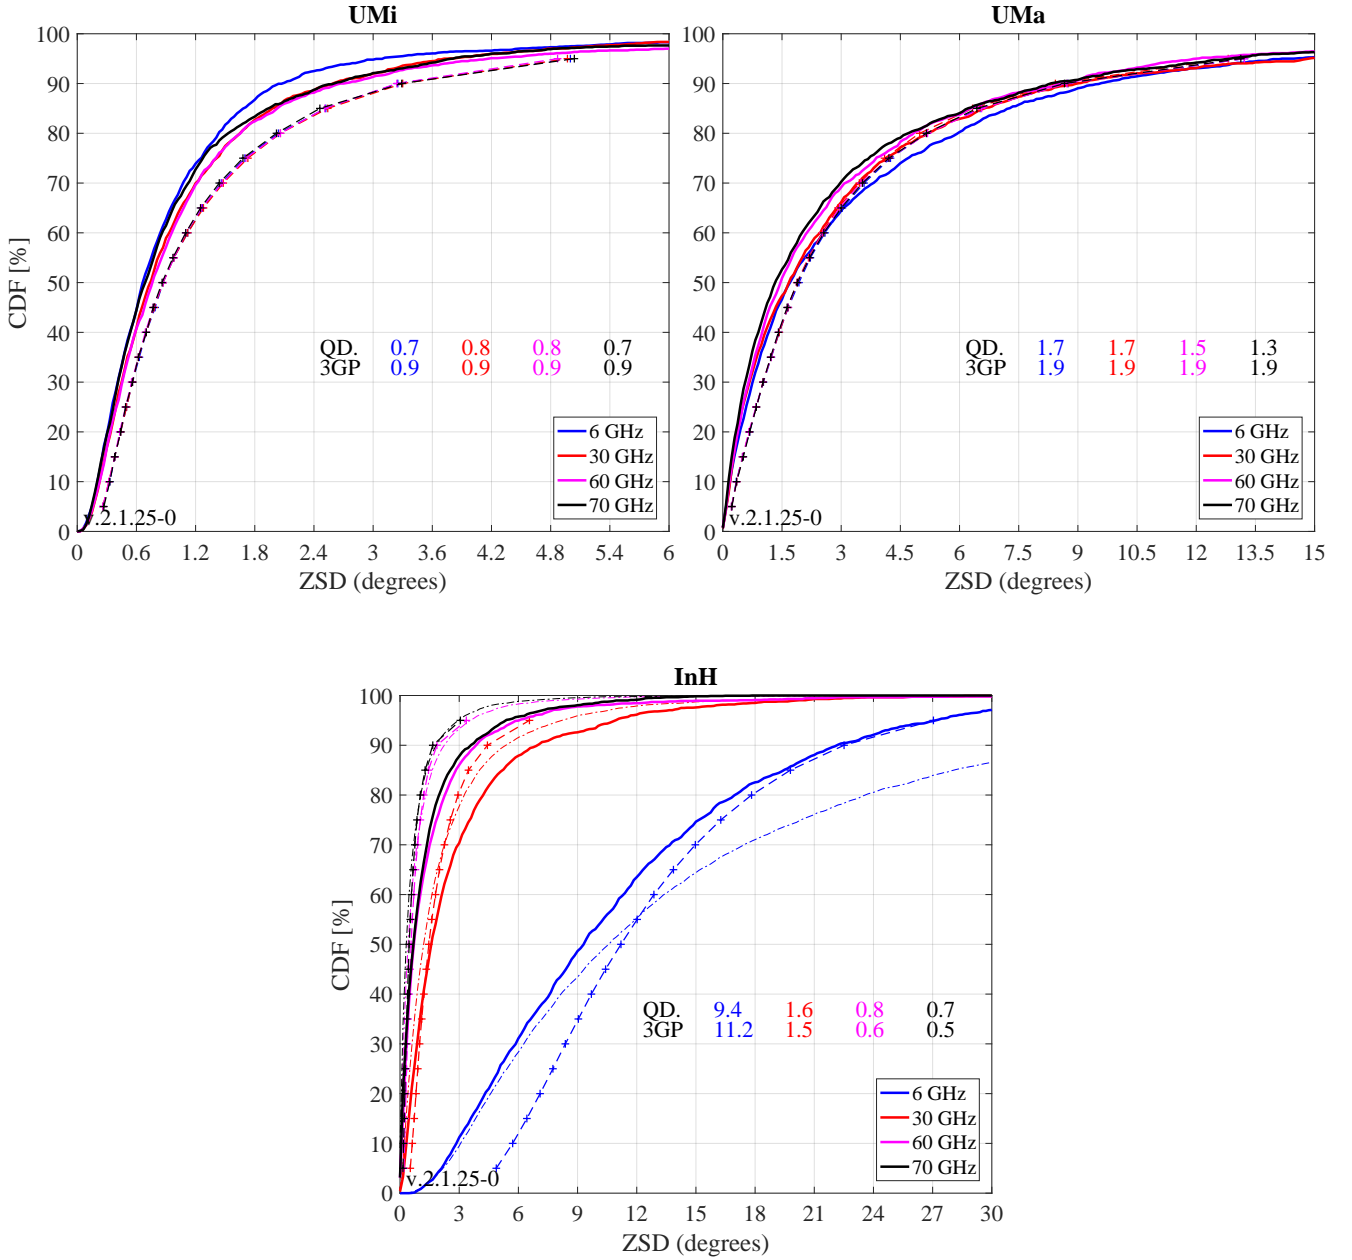 UMi
100
90
80
70
60
50
40
30
20
10
0
CDF [%]
QD. 0.7 0.8 0.8 0.7
3GP 0.9 0.9 0.9 0.9
6 GHz
30 GHz
60 GHz
70 GHz
v.2.1.25-0
0 0.6 1.2 1.8 2.4 3 3.6 4.2 4.8 5.4 6
ZSD (degrees)
UMa
100
90
80
70
60
50
40
30
20
10
0
QD. 1.7 1.7 1.5 1.3
3GP 1.9 1.9 1.9 1.9
6 GHz
30 GHz
60 GHz
70 GHz
v.2.1.25-0
0 1.5 3 4.5 6 7.5 9 10.5 12 13.5 15
ZSD (degrees)
InH
100
90
80
70
60
50
40
30
20
10
0
CDF [%]
QD. 9.4 1.6 0.8 0.7
3GP 11.2 1.5 0.6 0.5
6 GHz
30 GHz
60 GHz
70 GHz
v.2.1.25-0
0 3 6 9 12 15 18 21 24 27 30
ZSD (degrees)